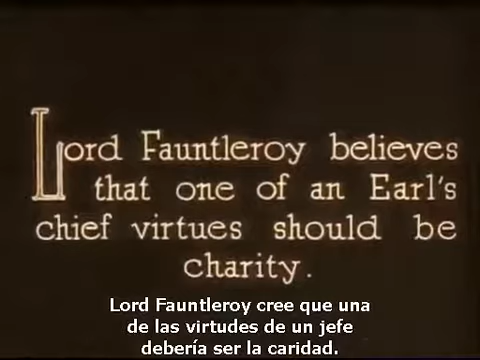 Lord Fauntleroy believes
that one of an Earl's
chief virtues should be
charity.
Lord Fauntleroy cree que una
de las virtudes de un jefe
debería ser la caridad.